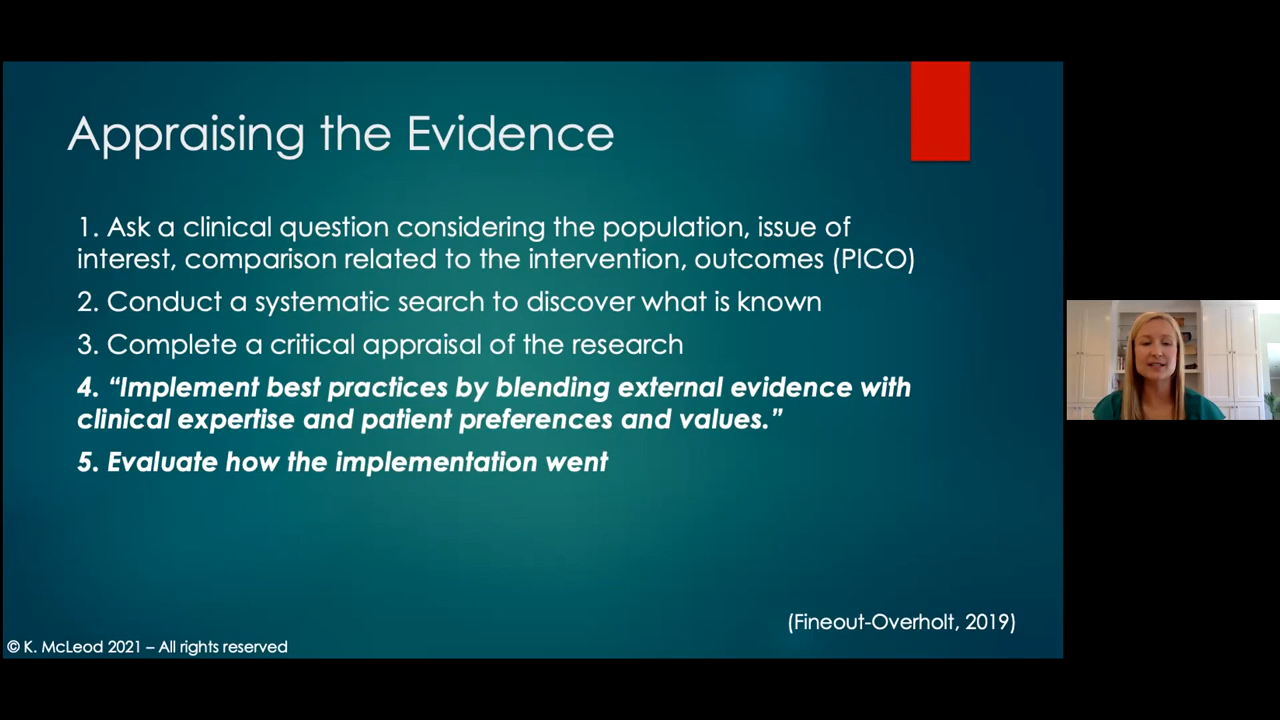 Appraising the Evidence
1. Ask a clinical question considering the population, issue of
interest, comparison related to the intervention, outcomes (PICO)
2. Conduct a systematic search to discover what is known
3. Complete a critical appraisal of the research
4. “Implement best practices by blending external evidence with
clinical expertise and patient preferences and values.”
5. Evaluate how the implementation went
(Fineout-Overholt, 2019)
© K. McLeod 2021 – All rights reserved